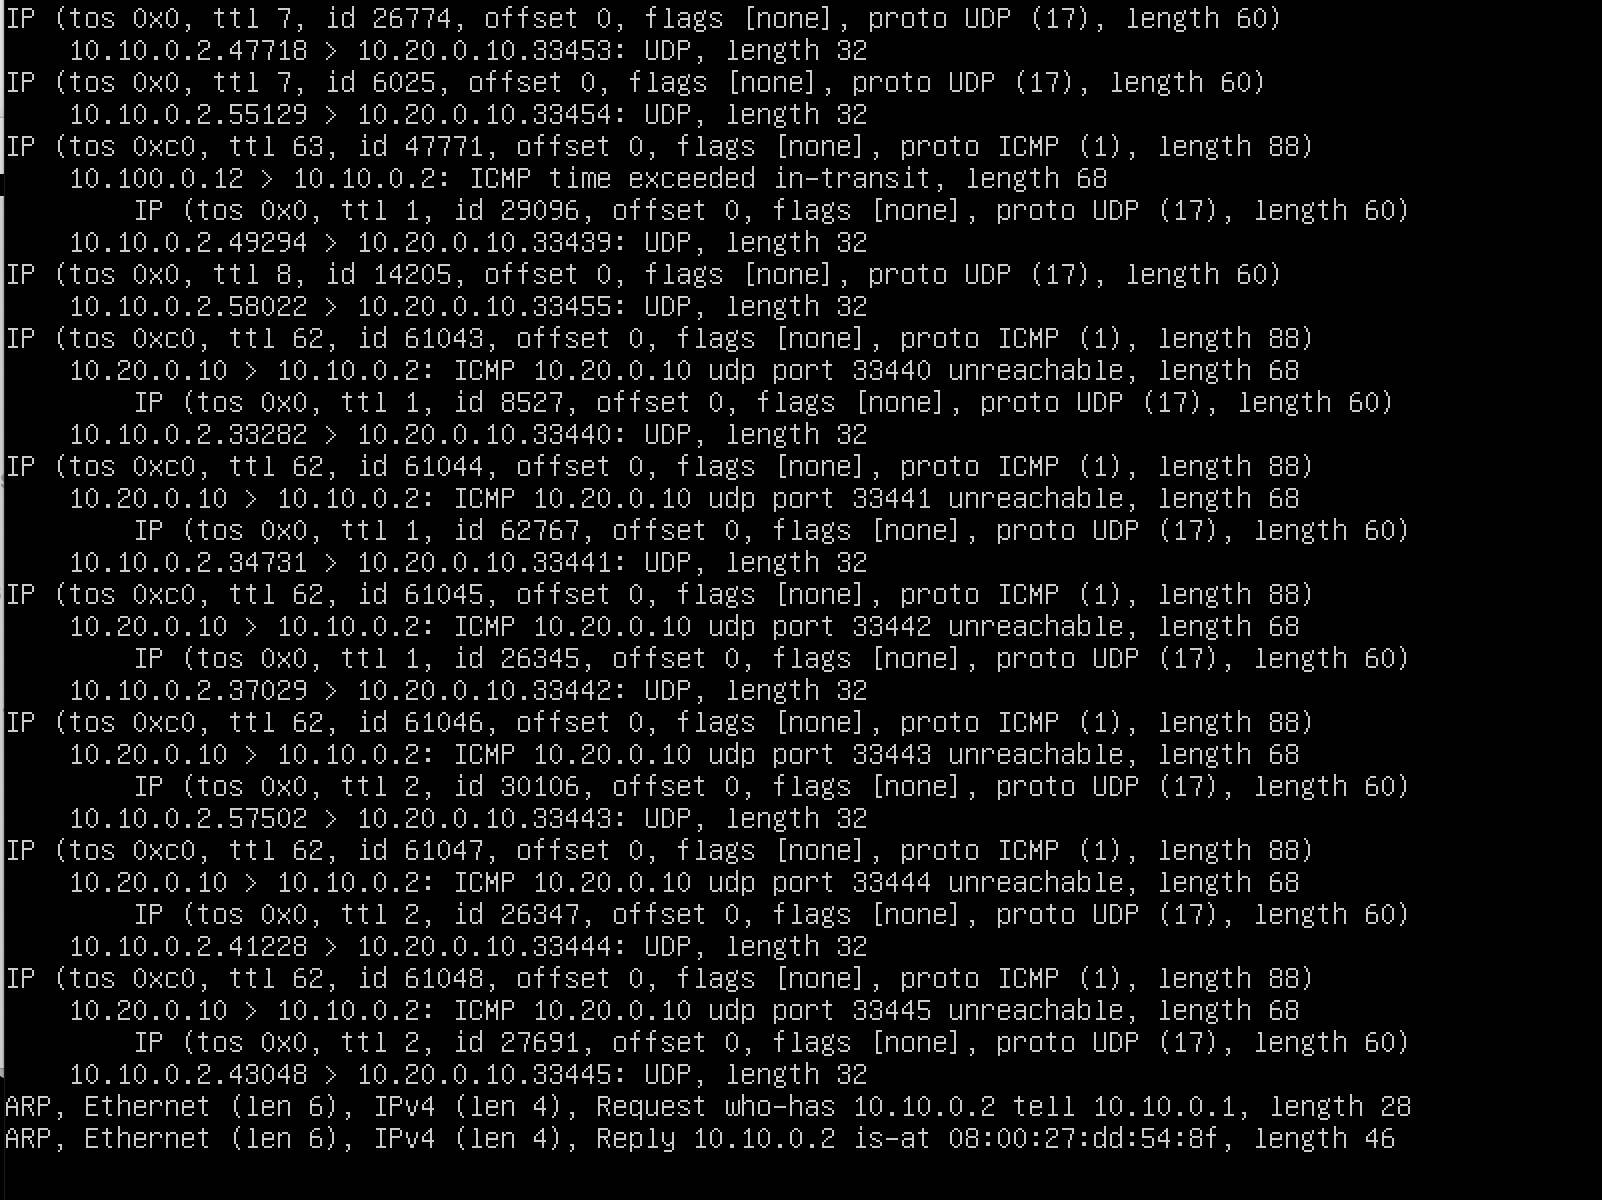 IP (tos 0x0, ttl 7, id 26774, offset 0, flags [none], proto UDP (17), length 60)
10.10.0.2.47718 > 10.20.0.10.33453: UDP, length 32
IP (tos 0x0, ttl 7, id 6025, offset 0, flags [none], proto UDP (17), length 60)
10.10.0.2.55129 > 10.20.0.10.33454: UDP, length 32
IP (tos 0xc0, ttl 63, id 47771, offset 0, flags [none], proto ICMP (1), length 88)
10.100.0.12 > 10.10.0.2: ICMP time exceeded in-transit, length 68
IP (tos 0x0, ttl 1, id 29096, offset 0, flags [none], proto UDP (17), length 60)
10.10.0.2.49294 > 10.20.0.10.33439: UDP, length 32
IP (tos 0x0, ttl 8, id 14205, offset 0, flags [none], proto UDP (17), length 60)
10.10.0.2.58022 > 10.20.0.10.33455: UDP, length 32
IP (tos 0xc0, ttl 62, id 61043, offset 0, flags [none], proto ICMP (1), length 88)
10.20.0.10 > 10.10.0.2: ICMP 10.20.0.10 udp port 33440 unreachable, length 68
IP (tos 0x0, ttl 1, id 8527, offset 0, flags [none], proto UDP (17), length 60)
10.10.0.2.33282 > 10.20.0.10.33440: UDP, length 32
IP (tos 0xc0, ttl 62, id 61044, offset 0, flags [none], proto ICMP (1), length 88)
10.20.0.10 > 10.10.0.2: ICMP 10.20.0.10 udp port 33441 unreachable, length 68
IP (tos 0x0, ttl 1, id 62767, offset 0, flags [none], proto UDP (17), length 60)
10.10.0.2.34731 > 10.20.0.10.33441: UDP, length 32
IP (tos 0xc0, ttl 62, id 61045, offset 0, flags [none], proto ICMP (1), length 88)
10.20.0.10 > 10.10.0.2: ICMP 10.20.0.10 udp port 33442 unreachable, length 68
IP (tos 0x0, ttl 1, id 26345, offset 0, flags [none], proto UDP (17), length 60)
10.10.0.2.37029 > 10.20.0.10.33442: UDP, length 32
IP (tos 0xc0, ttl 62, id 61046, offset 0, flags [none], proto ICMP (1), length 88)
10.20.0.10 > 10.10.0.2: ICMP 10.20.0.10 udp port 33443 unreachable, length 68
IP (tos 0x0, ttl 2, id 30106, offset 0, flags [none], proto UDP (17), length 60)
10.10.0.2.57502 > 10.20.0.10.33443: UDP, length 32
IP (tos 0xc0, ttl 62, id 61047, offset 0, flags [none], proto ICMP (1), length 88)
10.20.0.10 > 10.10.0.2: ICMP 10.20.0.10 udp port 33444 unreachable, length 68
IP (tos 0x0, ttl 2, id 26347, offset 0, flags [none], proto UDP (17), length 60)
10.10.0.2.41228 > 10.20.0.10.33444: UDP, length 32
IP (tos 0xc0, ttl 62, id 61048, offset 0, flags [none], proto ICMP (1), length 88)
10.20.0.10 > 10.10.0.2: ICMP 10.20.0.10 udp port 33445 unreachable, length 68
IP (tos 0x0, ttl 2, id 27691, offset 0, flags [none], proto UDP (17), length 60)
10.10.0.2.43048 > 10.20.0.10.33445: UDP, length 32
ARP, Ethernet (len 6), IPv4 (len 4), Request who-has 10.10.0.2 tell 10.10.0.1, length 28
ARP, Ethernet (len 6), IPv4 (len 4), Reply 10.10.0.2 is-at 08:00:27:dd:54:8f, length 46